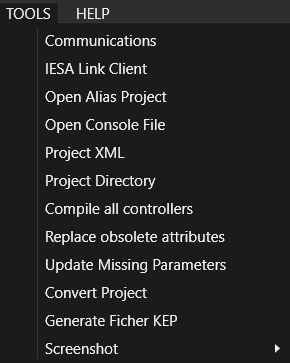 TOOLS HELP
Communications
IESA Link Client
Open Alias Project
Open Console File
Project XML
Project Directory
Compile all controllers
Replace obsolete attributes
Update Missing Parameters
Convert Project
Generate Ficher KEP
Screenshot